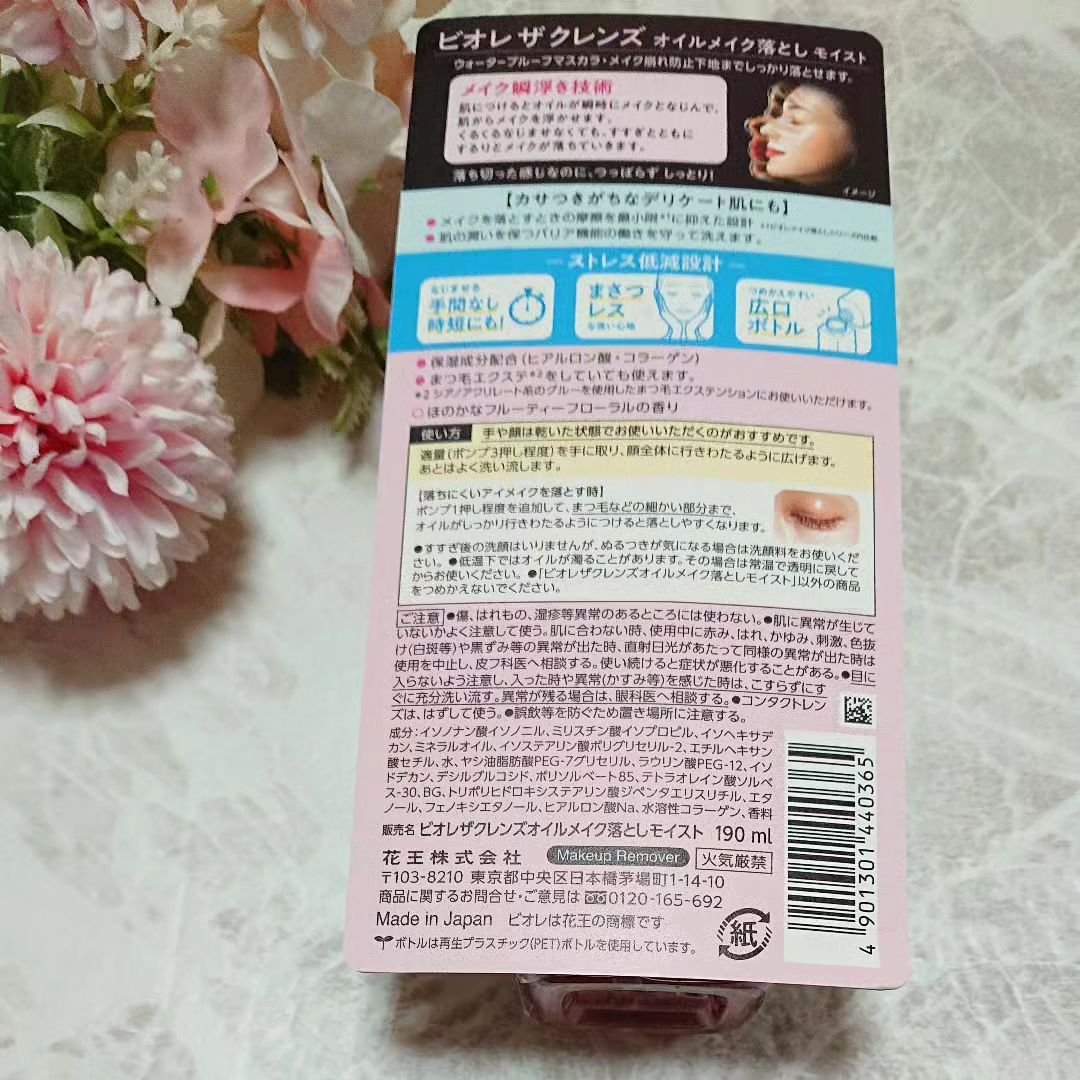 ビオレ ザ クレンズ オイルメイク落とし モイスト
ウォータープルーフマスカラ・メイク崩れ防止下地までしっかり落とせます。
メイク瞬浮き技術
肌につけるとオイルが瞬時にメイクとなじんで、
肌からメイクを浮かせます。
くるくるなじませなくても、すすぎとともに
するりとメイクが落ちていきます。
落ち切った感じなのに、つっぱらず しっとり!
イメージ
【カサつきがちなデリケート肌にも】
●メイクを落とすときの摩擦を最小限*1に抑えた設計
●肌の潤いを保つバリア機能の働きを守って洗えます。
ストレス低減設計
なじませる
手間なし
時短にも!
まさつ
レス
な洗い心地
つめかえやすい
広口
ボトル
●保湿成分配合(ヒアルロン酸・コラーゲン)
●まつ毛エクステ*2をしていても使えます。
*2 シアノアクリレート系のグルーを使用したまつ毛エクステンションにお使いいただけます。
○ほのかなフルーティーフローラルの香り
使い方 手や顔は乾いた状態でお使いいただくのがおすすめです。
適量(ポンプ3押し程度)を手に取り、顔全体に行きわたるように広げます。
あとはよく洗い流します。
【落ちにくいアイメイクを落とす時】
ポンプ1押し程度を追加して、まつ毛などの細かい部分まで、
オイルがしっかり行きわたるようにつけると落としやすくなります。
●すすぎ後の洗顔はいりませんが、ぬるつきが気になる場合は洗顔料をお使いくだ
さい。●低温下ではオイルが濁ることがあります。その場合は常温で透明に戻して
からお使いください。●「ビオレザクレンズオイルメイク落としモイスト」以外の商品
をつめかえないでください。
ご注意 ●傷、はれもの、湿疹等異常のあるところには使わない。●肌に異常が生じて
いないかよく注意して使う。肌に合わない時、使用中に赤み、はれ、かゆみ、刺激、色抜
け(白斑等)や黒ずみ等の異常が出た時、直射日光があたって同様の異常が出た時は
使用を中止し、皮フ科医へ相談する。使い続けると症状が悪化することがある。●目に
入らないよう注意し、入った時や異常(かすみ等)を感じた時は、こすらずにす
ぐに充分洗い流す。異常が残る場合は、眼科医へ相談する。●コンタクトレン
ズは、はずして使う。●誤飲等を防ぐため置き場所に注意する。
成分:イソノナン酸イソノニル、ミリスチン酸イソプロピル、イソヘキサデ
カン、ミネラルオイル、イソステアリン酸ポリグリセリル-2、エチルヘキサン
酸セチル、水、ヤシ油脂肪酸PEG-7グリセリル、ラウリン酸PEG-12、イソ
ドデカン、デシルグルコシド、ポリソルベート85、テトラオレイン酸ソルベ
ス-30、BG、トリポリヒドロキシステアリン酸ジペンタエリスリチル、エタ
ノール、フェノキシエタノール、ヒアルロン酸Na、水溶性コラーゲン、香料
販売名 ビオレザクレンズオイルメイク落としモイスト 190 ml
花王株式会社 Makeup Remover 火気厳禁
〒103-8210 東京都中央区日本橋茅場町1-14-10
商品に関するお問合せ・ご意見は 0120-165-692
Made in Japan ビオレは花王の商標です
ボトルは再生プラスチック(PET)ボトルを使用しています。
紙
4 901301 440365